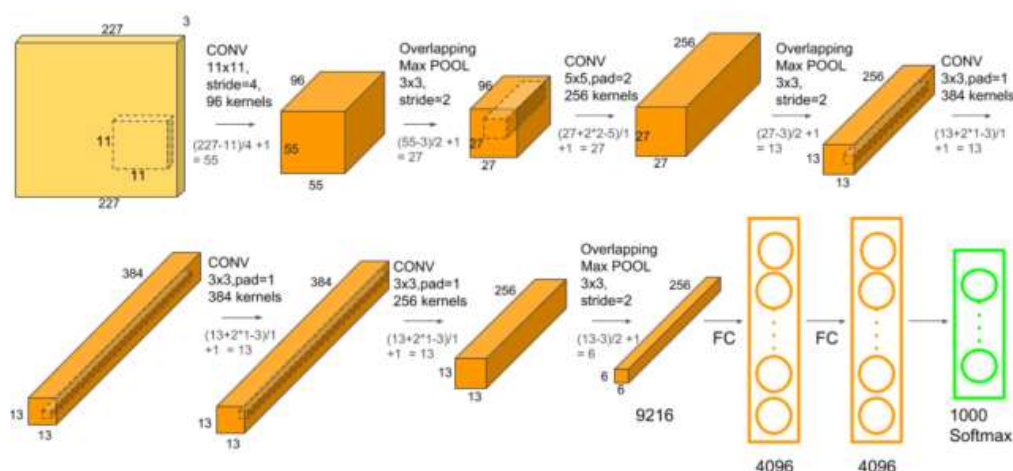 227
3
CONV
11x11,
stride=4,
96 kernels
(227-11)/4 +1
= 55
11
11
227
96
55
55
Overlapping
Max POOL
3x3,
stride=2
(55-3)/2 +1
= 27
96
27
27
CONV
5x5,pad=2
256 kernels
(27+2*2-5)/1
+1 = 27
256
27
27
Overlapping
Max POOL
3x3,
stride=2
(27-3)/2 +1
= 13
256
13
13
CONV
3x3,pad=1
384 kernels
(13+2*1-3)/1
+1 = 13
384
13
13
CONV
3x3,pad=1
384 kernels
(13+2*1-3)/1
+1 = 13
384
13
13
CONV
3x3,pad=1
256 kernels
(13+2*1-3)/1
+1 = 13
256
13
13
Overlapping
Max POOL
3x3,
stride=2
(13-3)/2 +1
= 6
256
6
6
9216
FC
4096
FC
4096
1000
Softmax